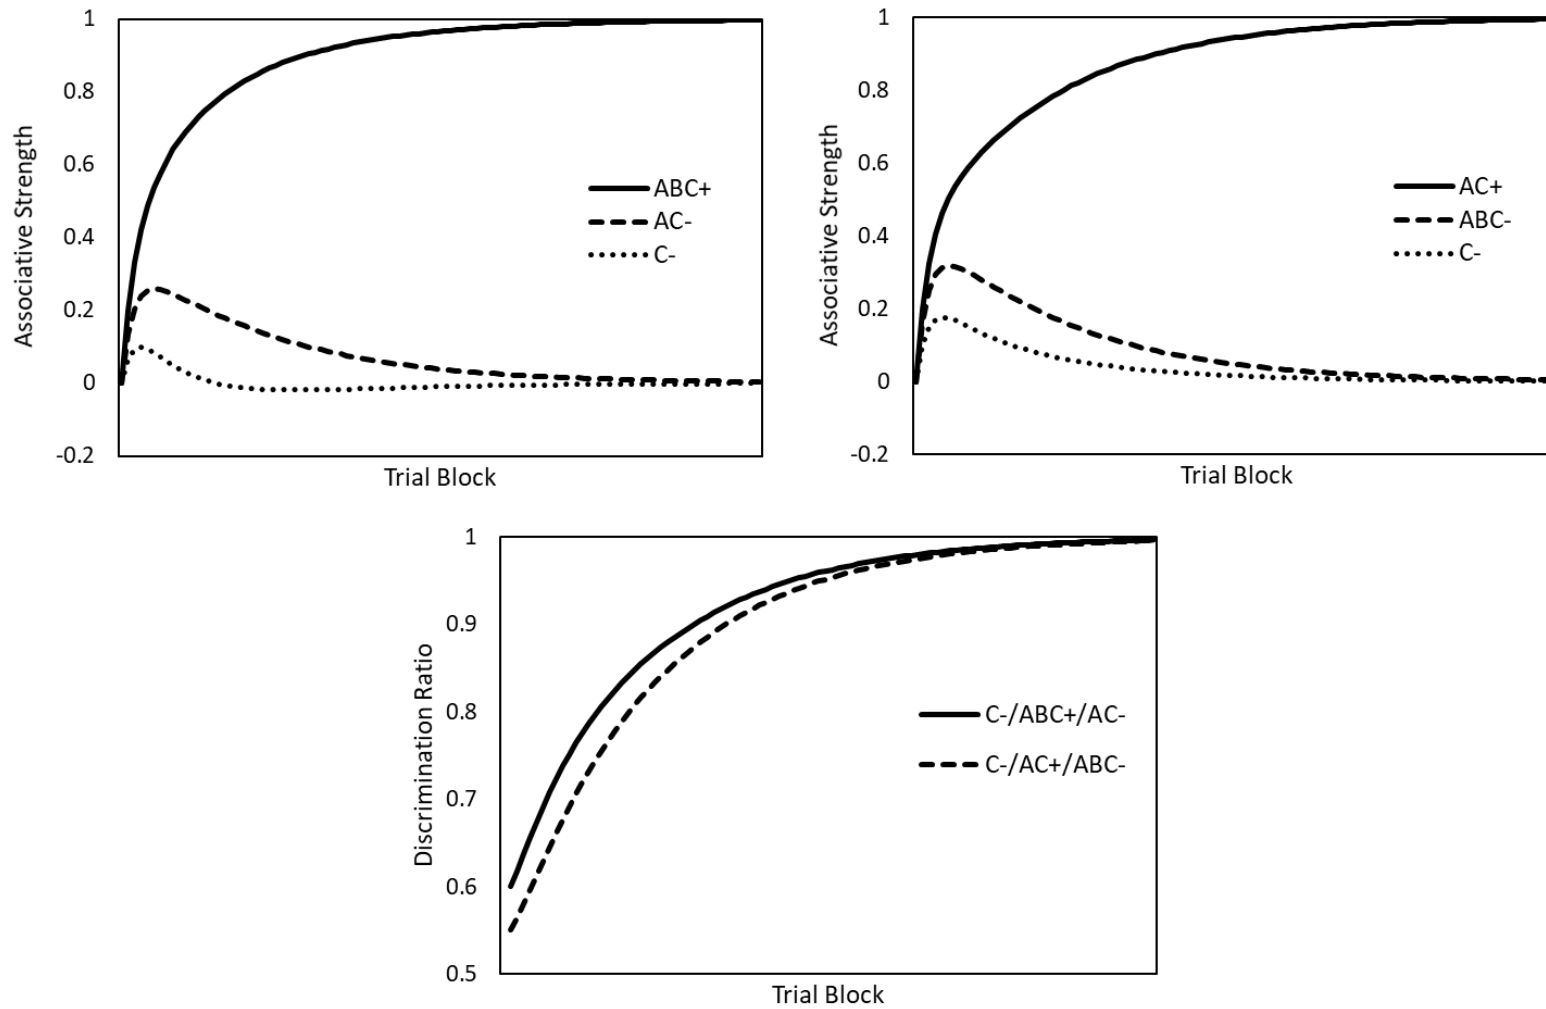 1
0.8
0.6
0.4
0.2
0
-0.2
Associative Strength
Trial Block
ABC+
AC-
C-
1
0.8
0.6
0.4
0.2
0
-0.2
Associative Strength
Trial Block
AC+
ABC-
C-
1
0.9
0.8
0.7
0.6
0.5
Discrimination Ratio
Trial Block
C-/ABC+/AC-
C-/AC+/ABC-